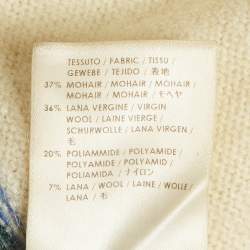 TESSUTO / FABRIC / TISSU /
GEWEBE / TEJIDO / 表地
37% MOHAIR / MOHAIR / MOHAIR /
MOHAIR / MOHAIR / モヘヤ
36% LANA VERGINE / VIRGIN
WOOL / LAINE VIERGE /
SCHURWOLLE / LANA VIRGEN /
毛
20% POLIAMMIDE / POLYAMIDE /
POLYAMIDE / POLYAMID /
POLIAMIDA / ナイロン
7% LANA / WOOL / LAINE / WOLLE /
LANA / 毛